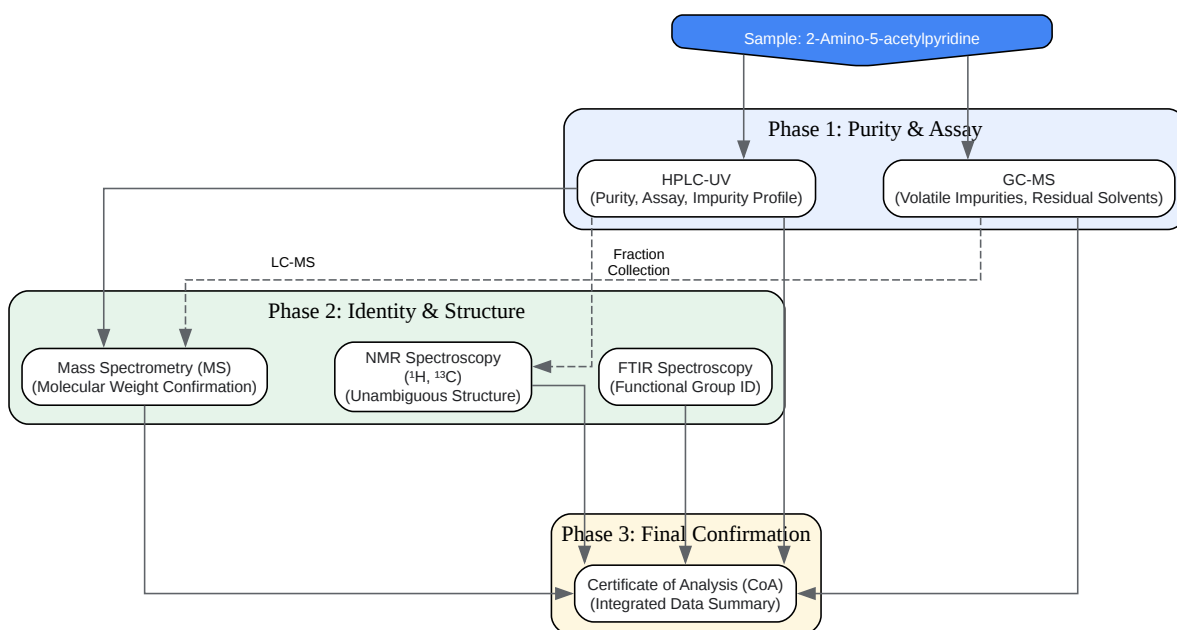 Sample: 2-Amino-5-acetylpyridine
Phase 1: Purity & Assay
HPLC-UV
(Purity, Assay, Impurity Profile)
GC-MS
(Volatile Impurities, Residual Solvents)
LC-MS
Fraction
Collection
Phase 2: Identity & Structure
Mass Spectrometry (MS)
(Molecular Weight Confirmation)
NMR Spectroscopy
(¹H, ¹³C)
(Unambiguous Structure)
FTIR Spectroscopy
(Functional Group ID)
Phase 3: Final Confirmation
Certificate of Analysis (CoA)
(Integrated Data Summary)